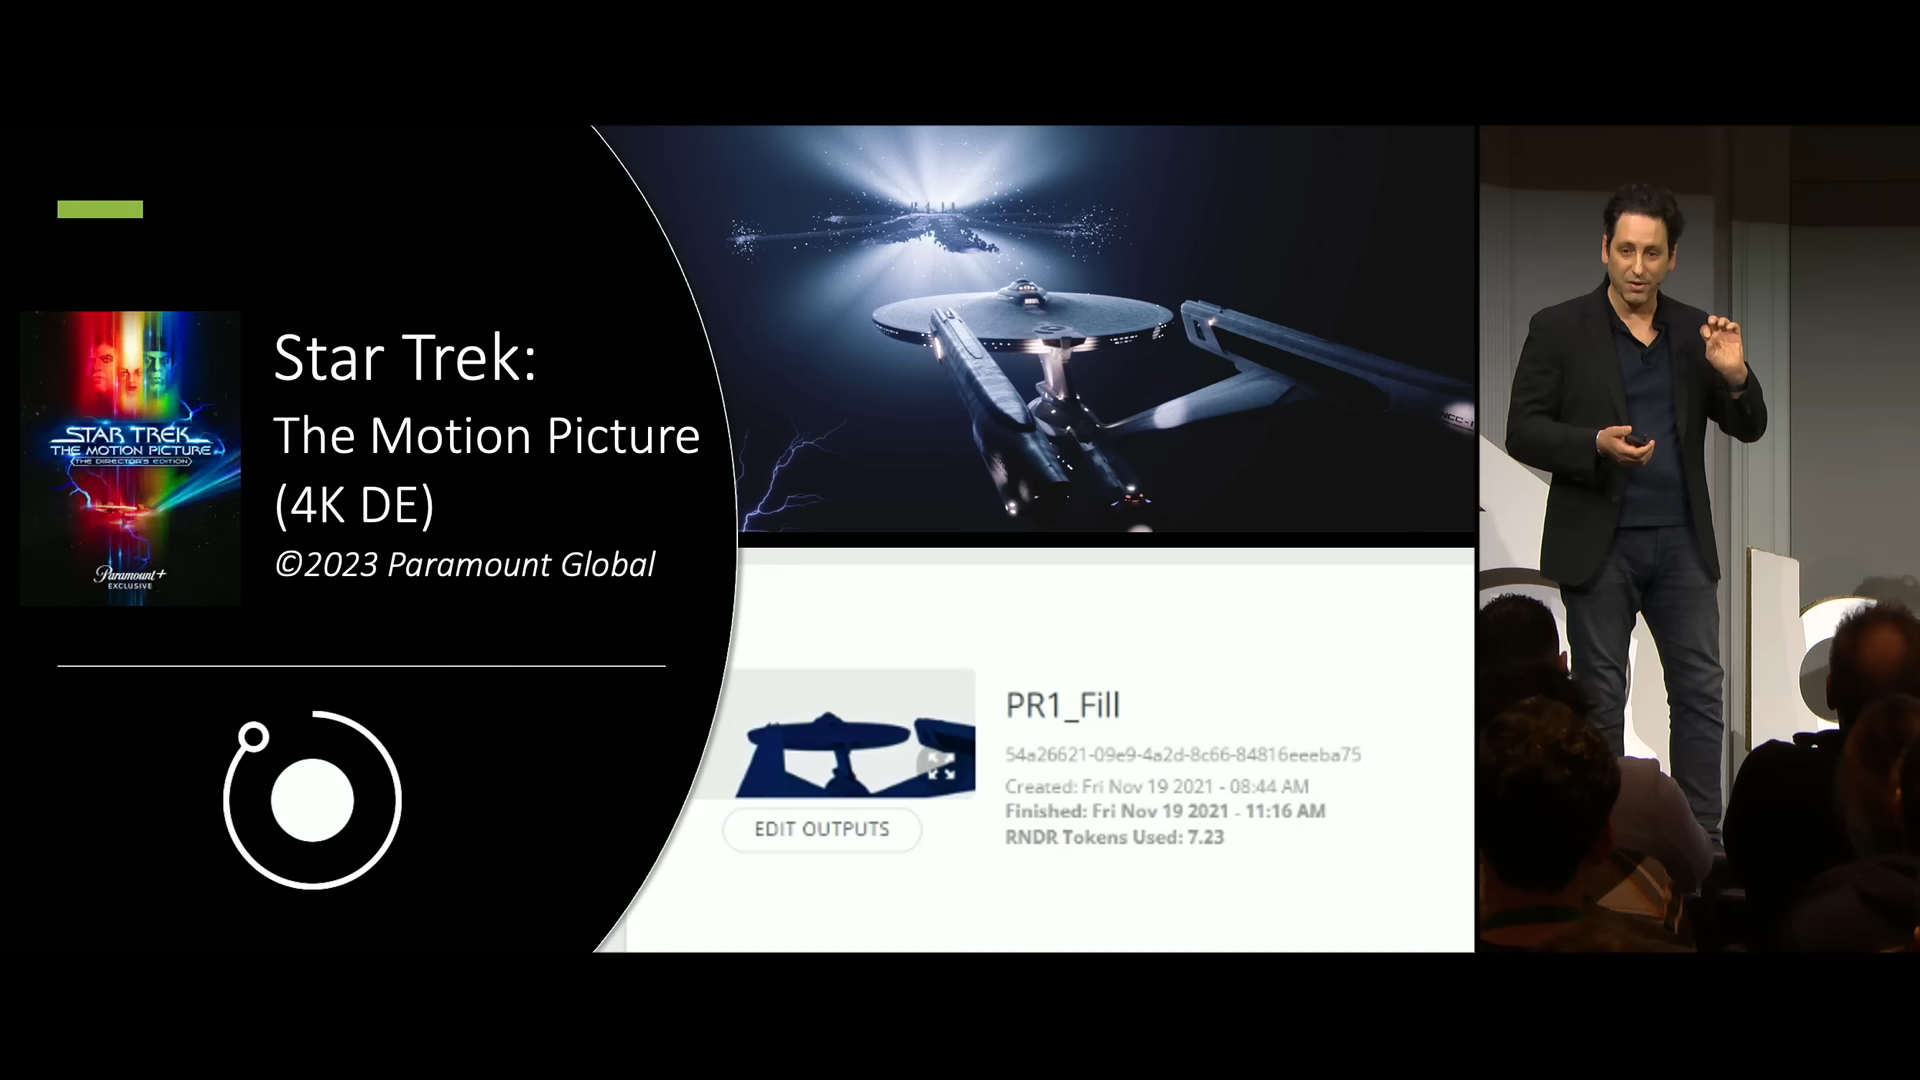 Star Trek:
The Motion Picture
(4K DE)
©2023 Paramount Global
STAR TREK
THE MOTION PICTURE
THE DIRECTOR'S EDITION
Paramount+
EXCLUSIVE
NCC-1
PR1_Fill
54a26621-09e9-4a2d-8c66-84816eeeba75
Created: Fri Nov 19 2021 - 08:44 AM
Finished: Fri Nov 19 2021 - 11:16 AM
RNDR Tokens Used: 7.23
EDIT OUTPUTS